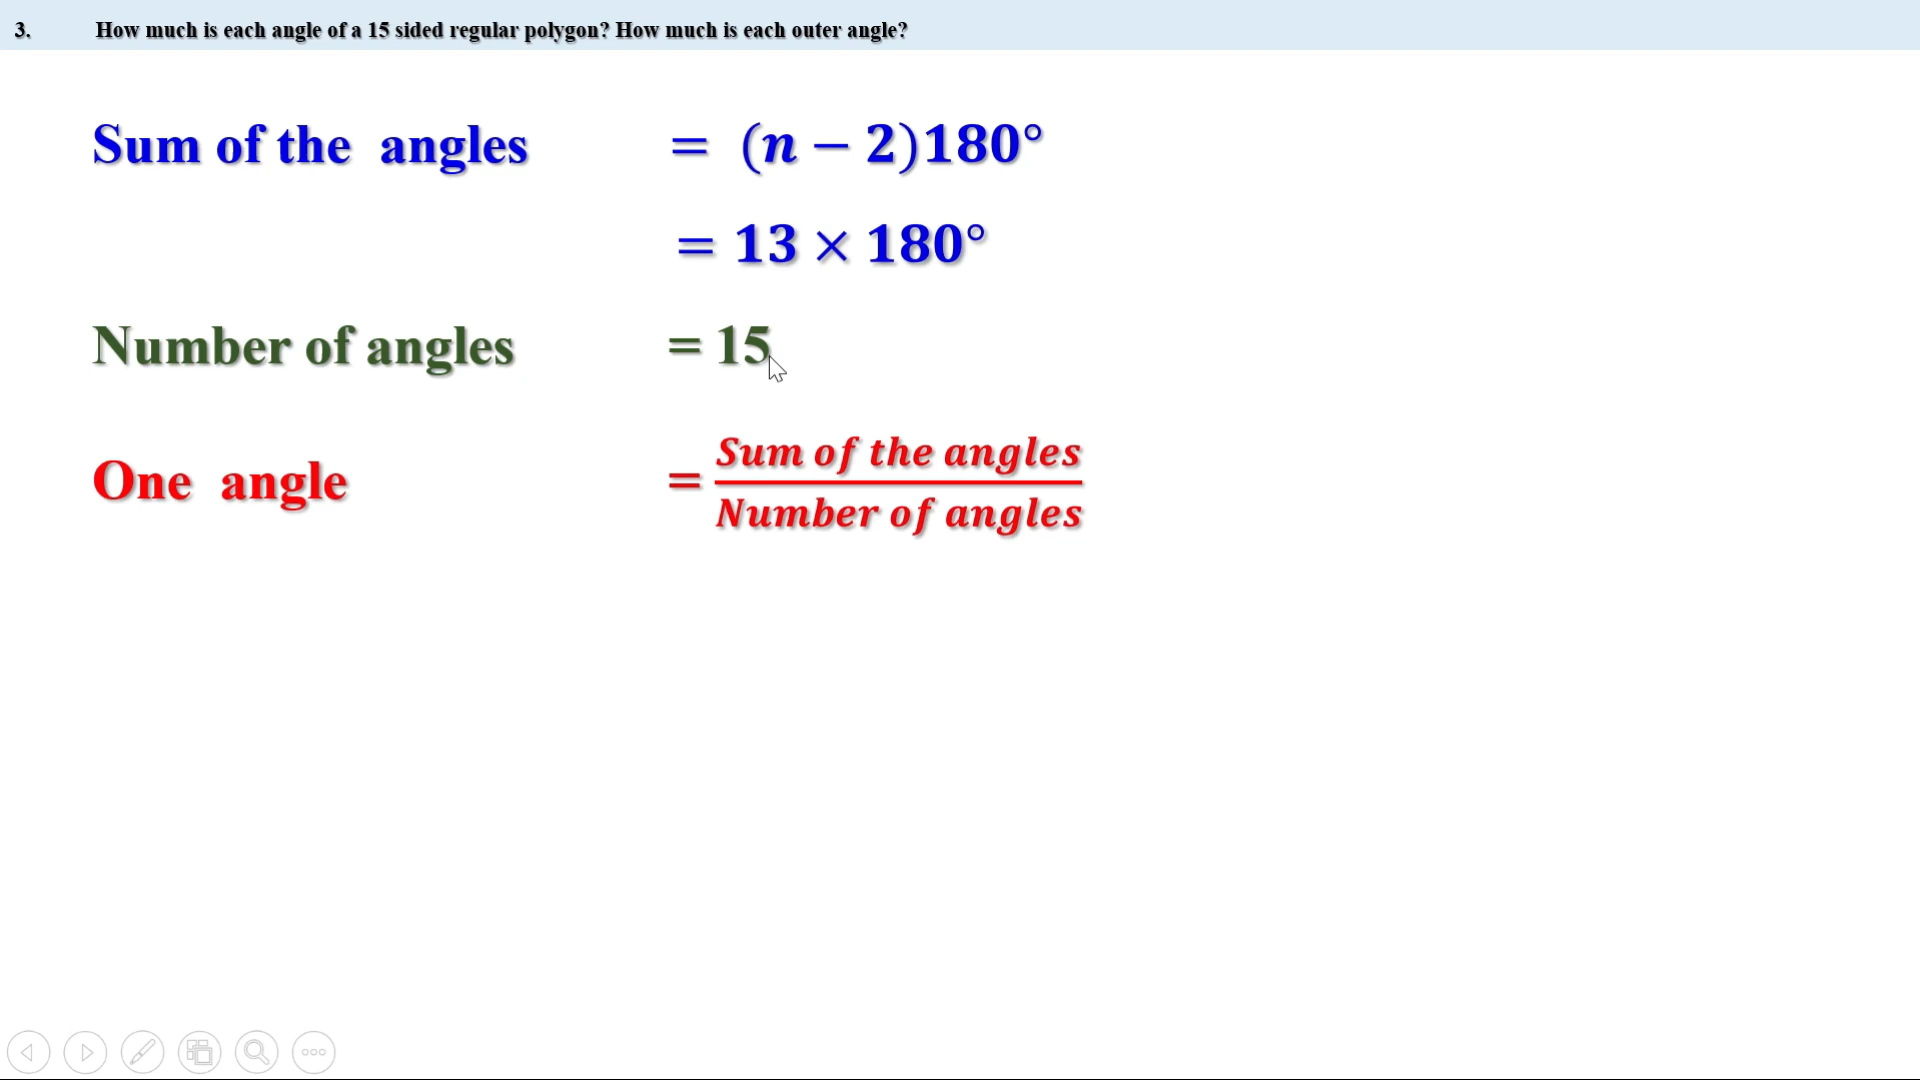 3. How much is each angle of a 15 sided regular polygon? How much is each outer angle?
Sum of the angles = (n − 2)180°
= 13 × 180°
Number of angles = 15
One angle = Sum of the angles
Number of angles